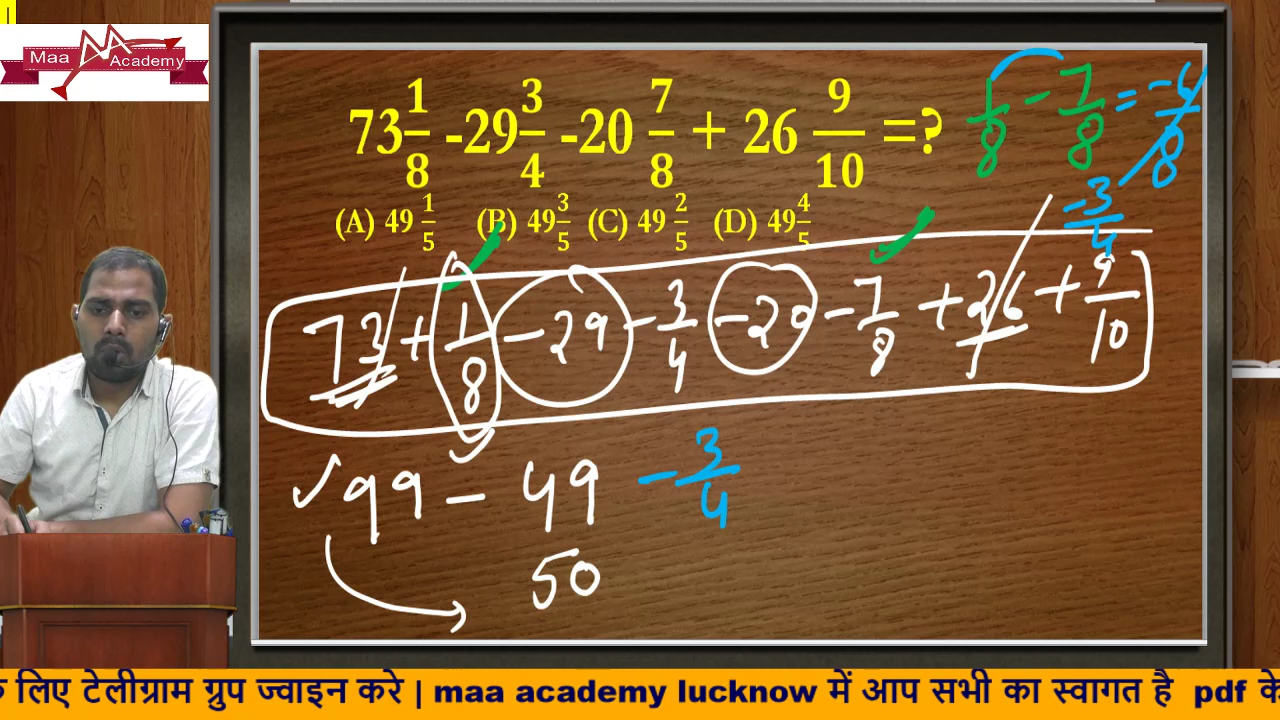 Maa Academy
73 1/8 -29 3/4 -20 7/8 + 26 9/10 =?
1/8 - 7/8 = -6/8
-3/4
(A) 49 1/5 (B) 49 3/5 (C) 49 2/5 (D) 49 4/5
73 + 1/8 - 29 - 3/4 - 20 - 7/8 + 26 + 9/10
99 - 49 - 3/4
50
लिए टेलीग्राम ग्रुप ज्वाइन करे | maa academy lucknow में आप सभी का स्वागत है pdf के